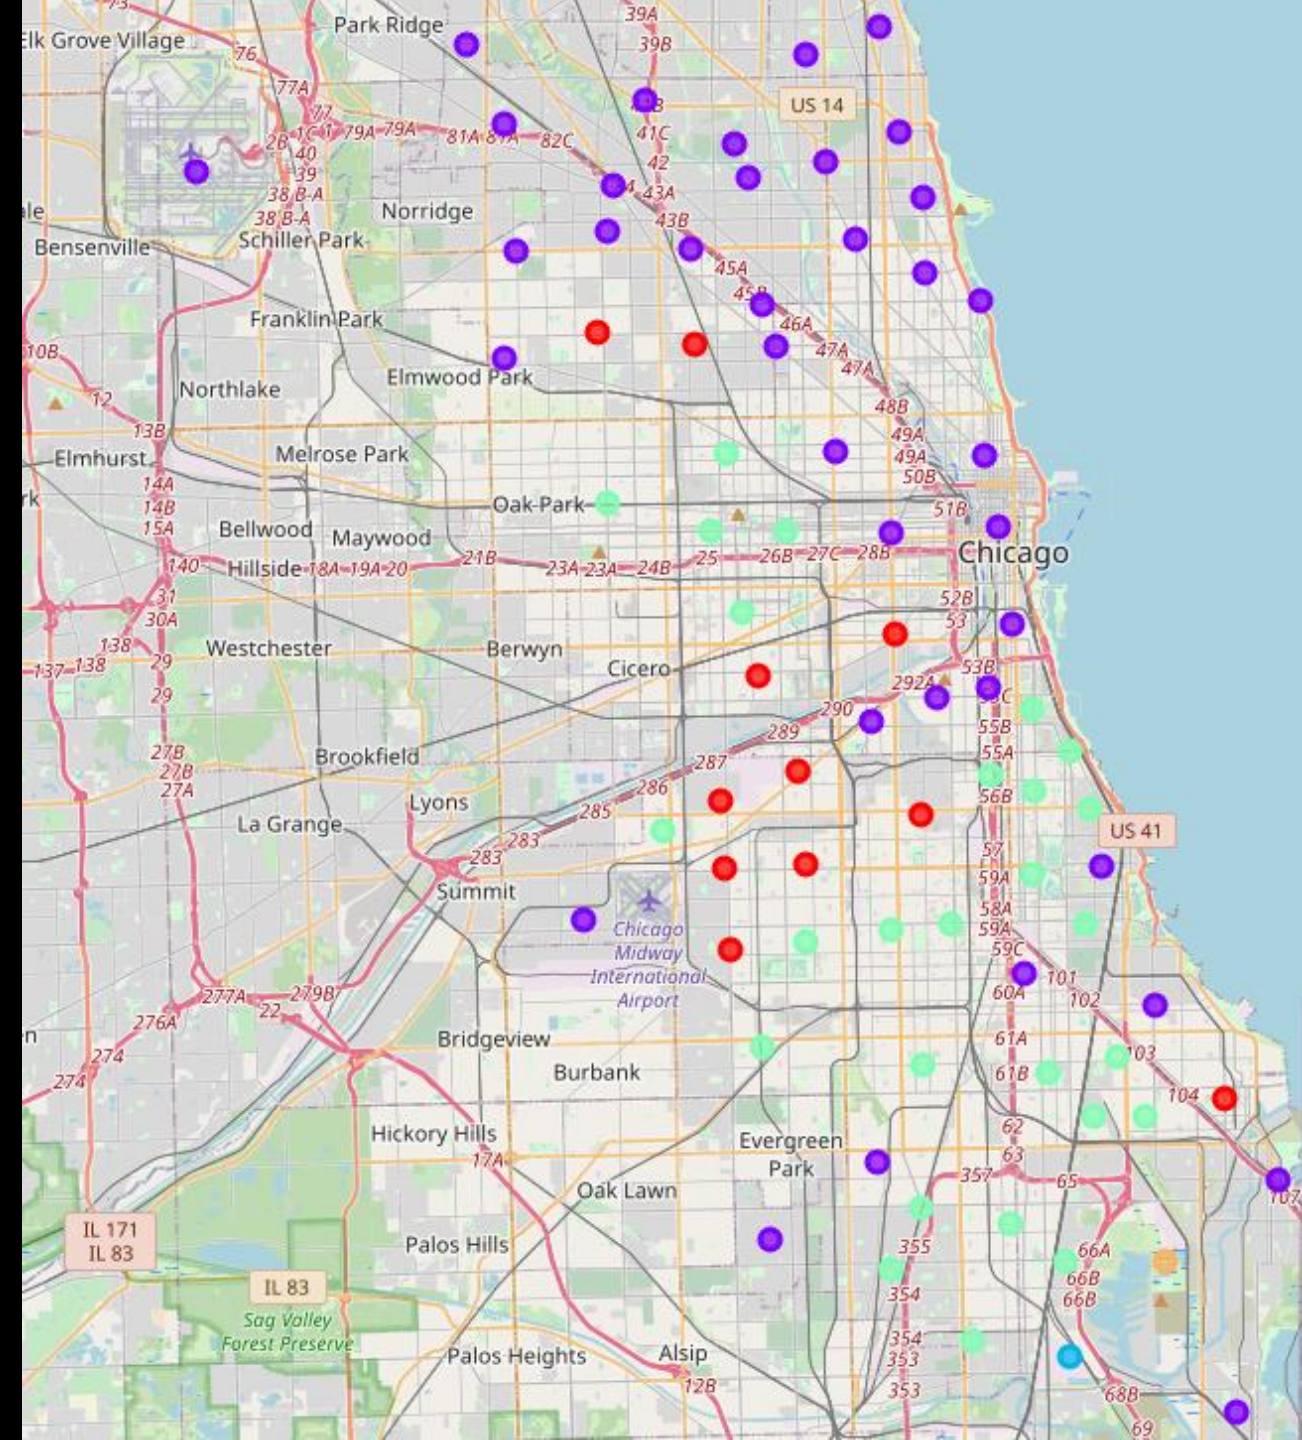 73
39A
Park Ridge
Elk Grove Village
39B
76
77A
US 14
77
1C
1
79A
79A
81A
81A
82C
41C
2B
40
42
39
38 B-A
43A
Norridge
38 B-A
43B
Bensenville
Schiller Park
45A
45B
Franklin Park
46A
47A
10B
47A
Elmwood Park
Northlake
12
48B
13B
49A
Melrose Park
49A
Elmhurst
50B
14A
Oak Park
14B
51B
15A
Bellwood
Maywood
Chicago
140
Hillside
18A
19A
20
21B
23A
23A
24B
25
26B
27C
28B
31
52B
30A
53
138
Westchester
Berwyn
Cicero
137
138
29
53B
292A
29
290
55B
289
27B
Brookfield
287
55A
27B
286
56B
27A
Lyons
285
La Grange
283
US 41
283
57
59A
Summit
58A
Chicago
Midway
International
Airport
59A
59C
101
60A
102
277A
279B
22
276A
Bridgeview
61A
103
274
Burbank
61B
274
104
Hickory Hills
Evergreen
Park
62
17A
63
357
65
Oak Lawn
107
IL 171
IL 83
Palos Hills
355
66A
IL 83
66B
354
66B
Sag Valley
Forest Preserve
354
Palos Heights
Alsip
353
12B
353
68B
69